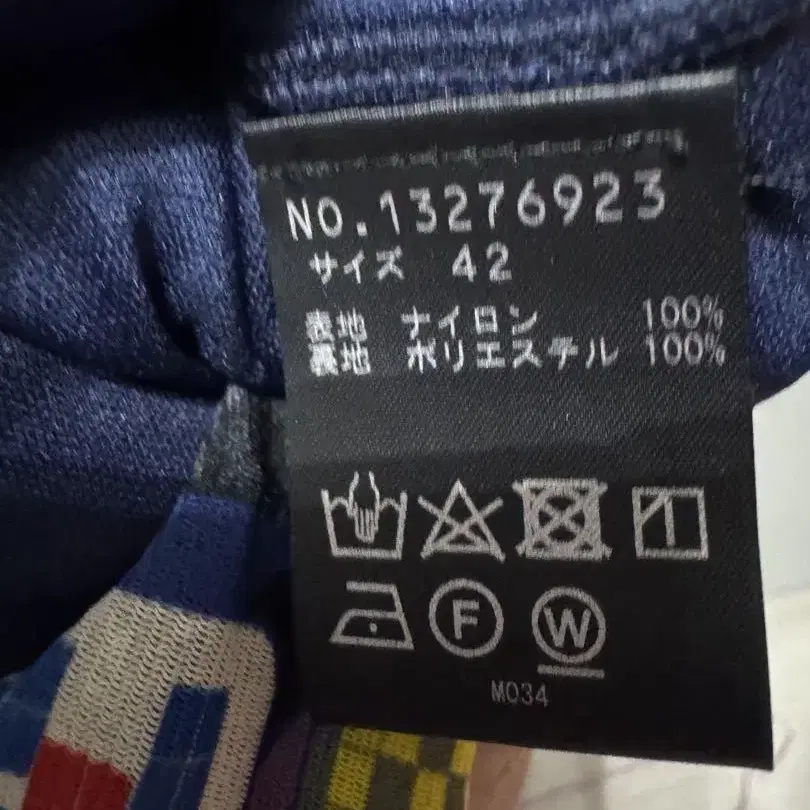 NO.13276923
サイズ 42
表地 ナイロン 100%
裏地 ポリエステル 100%
F W
M034